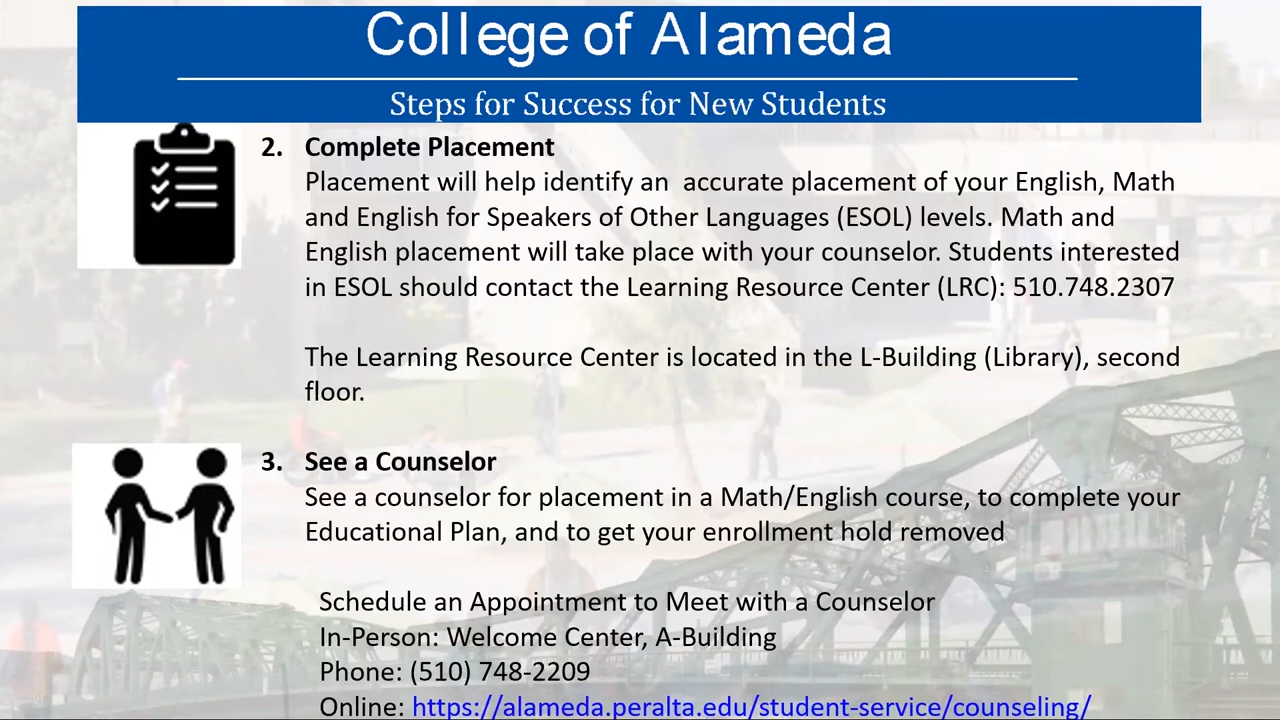 College of Alameda
Steps for Success for New Students
2. Complete Placement
Placement will help identify an accurate placement of your English, Math
and English for Speakers of Other Languages (ESOL) levels. Math and
English placement will take place with your counselor. Students interested
in ESOL should contact the Learning Resource Center (LRC): 510.748.2307
The Learning Resource Center is located in the L-Building (Library), second
floor.
3. See a Counselor
See a counselor for placement in a Math/English course, to complete your
Educational Plan, and to get your enrollment hold removed
Schedule an Appointment to Meet with a Counselor
In-Person: Welcome Center, A-Building
Phone: (510) 748-2209
Online: https://alameda.peralta.edu/student-service/counseling/